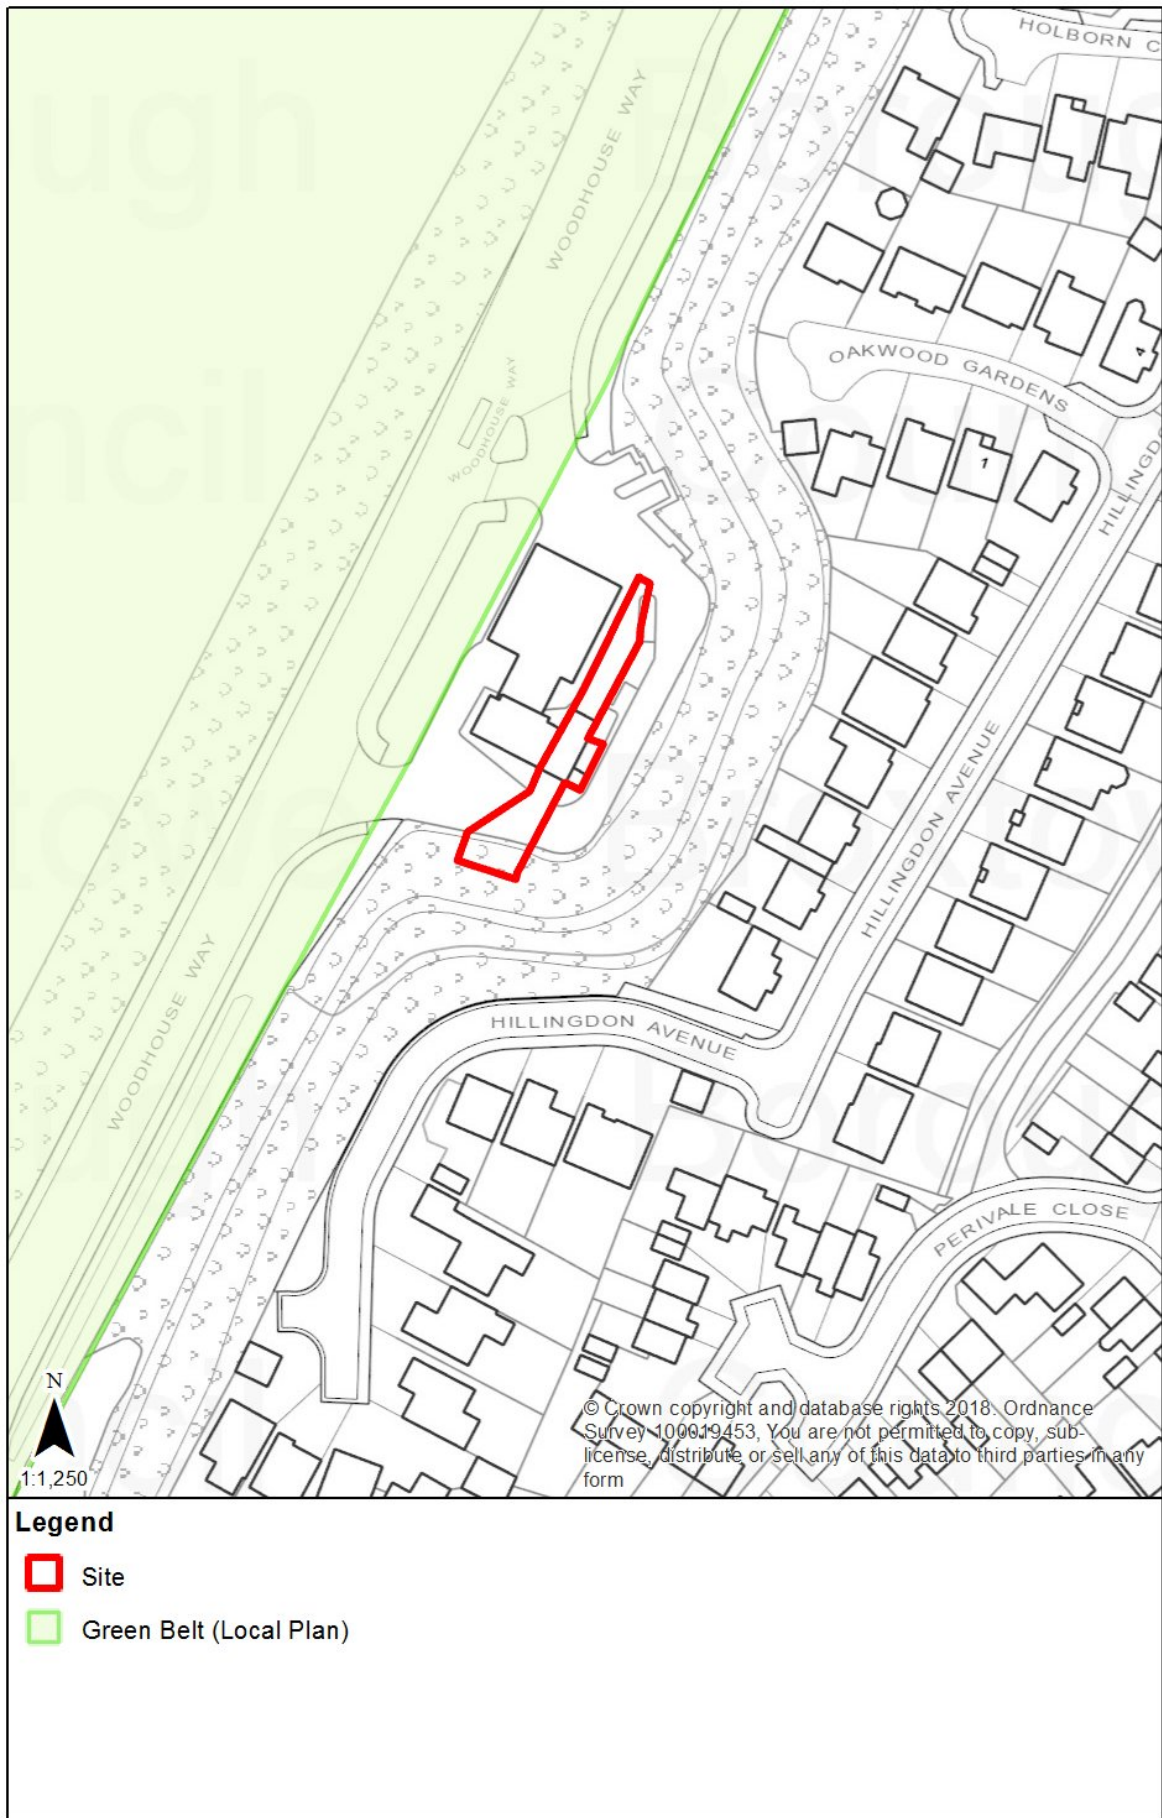 HOLBORN C
WOODHOUSE WAY
OAKWOOD GARDENS
4
WOODHOUSE WAY
1
HILLINGD
HILLINGDON AVENUE
WOODHOUSE WAY
HILLINGDON AVENUE
PERIVALE CLOSE
N
1:1,250
© Crown copyright and database rights 2018. Ordnance
Survey 100019453, You are not permitted to copy, sub-
license, distribute or sell any of this data to third parties in any
form
Legend
Site
Green Belt (Local Plan)